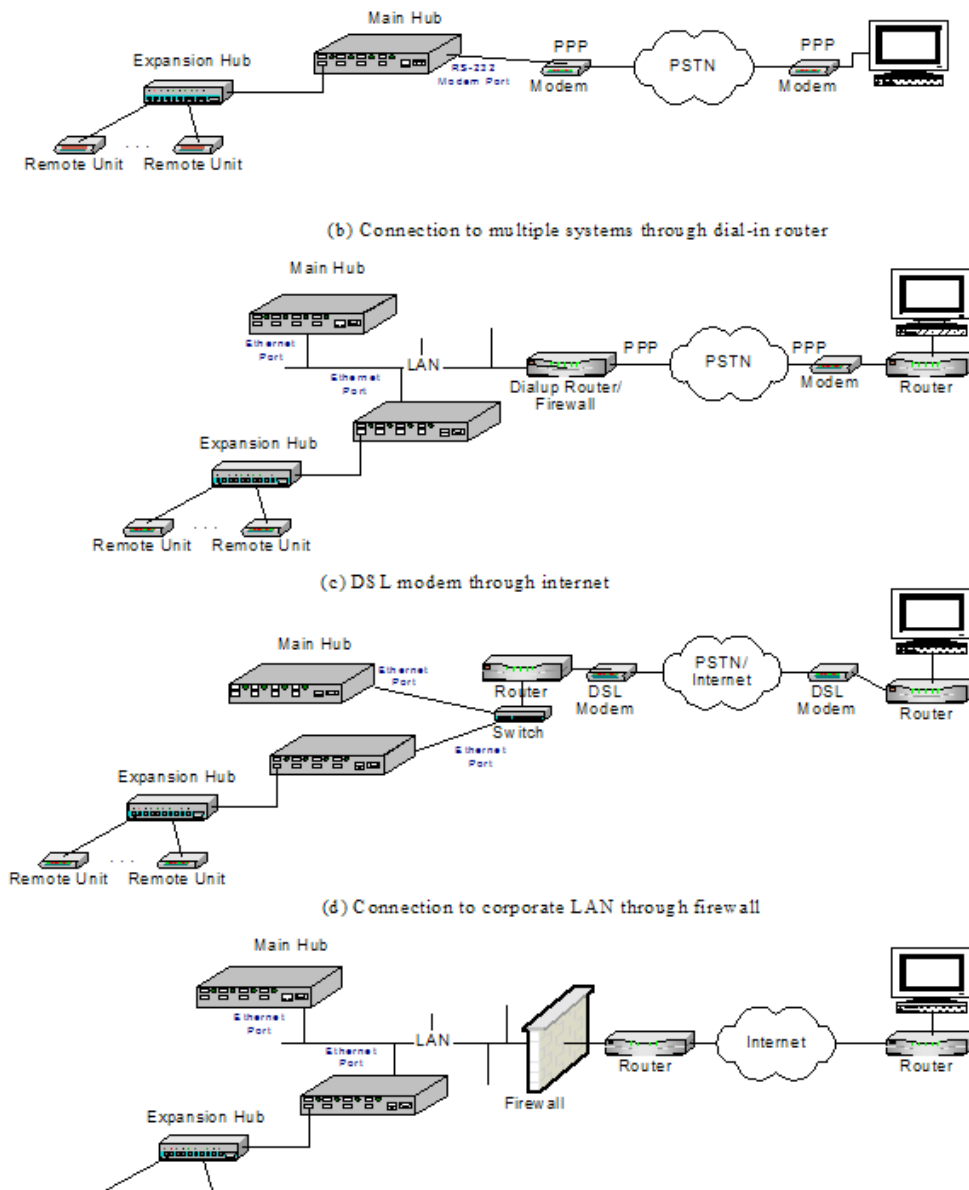 Main Hub
Expansion Hub
PPP
PPP
PSTN
RS-232
Modem Port
Modem
Modem
. . .
Remote Unit
Remote Unit
(b) Connection to multiple systems through dial-in router
Main Hub
Ethernet
Port
LAN
PPP
PSTN
PPP
Ethernet
Port
Dialup Router/
Firewall
Modem
Router
Expansion Hub
. . .
Remote Unit
Remote Unit
(c) DSL modem through internet
Main Hub
Ethernet
Port
Router
DSL
Modem
PSTN/
Internet
DSL
Modem
Router
Switch
Ethernet
Port
Expansion Hub
. . .
Remote Unit
Remote Unit
(d) Connection to corporate LAN through firewall
Main Hub
Ethernet
Port
LAN
Internet
Ethernet
Port
Router
Router
Firewall
Expansion Hub